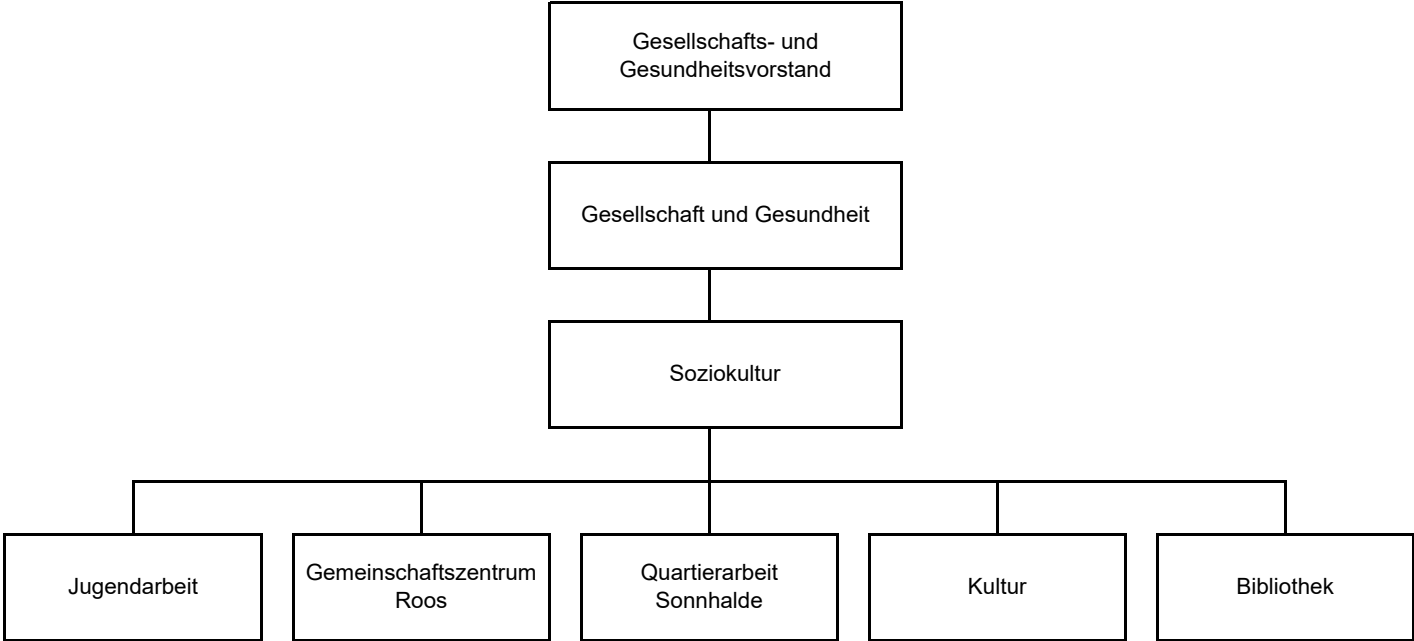 Gesellschafts- und
Gesundheitsvorstand
Gesellschaft und Gesundheit
Soziokultur
Jugendarbeit
Gemeinschaftszentrum
Roos
Quartierarbeit
Sonnhalde
Kultur
Bibliothek